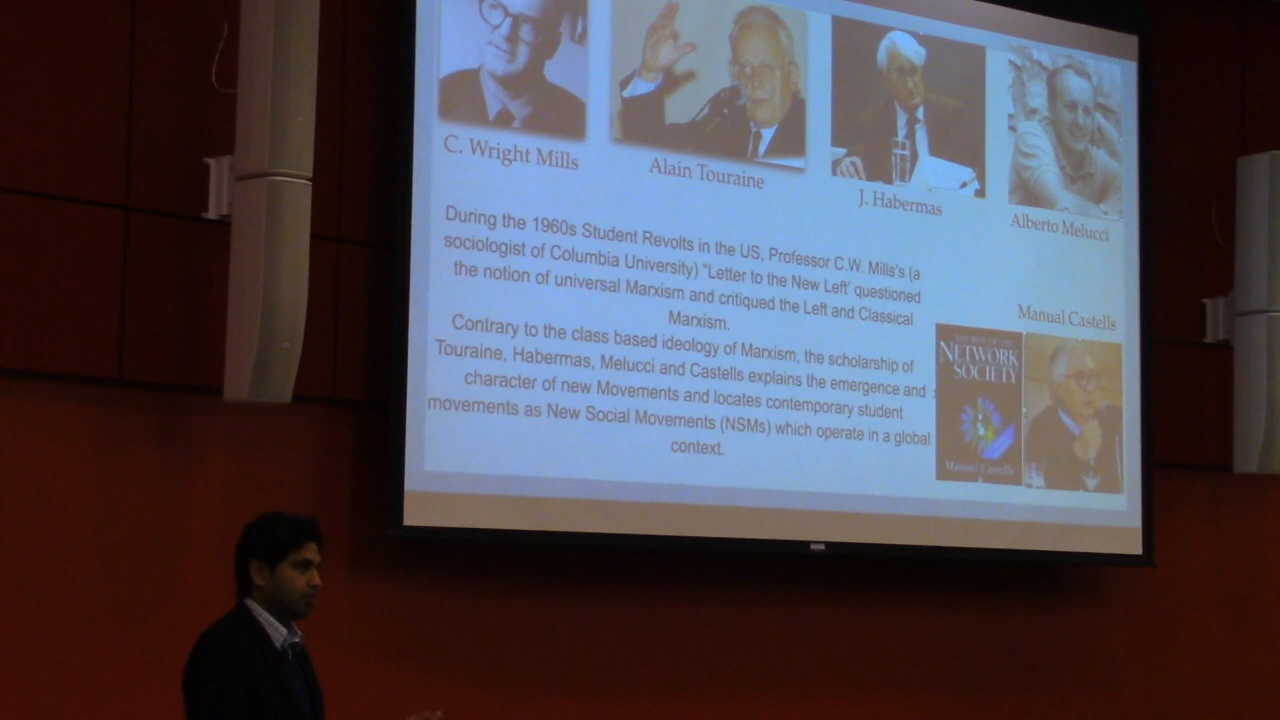 C. Wright Mills
Alain Touraine
J. Habermas
Alberto Melucci
During the 1960s Student Revolts in the US, Professor C.W. Mills's (a
sociologist of Columbia University) “Letter to the New Left' questioned
the notion of universal Marxism and critiqued the Left and Classical
Marxism.
Contrary to the class based ideology of Marxism, the scholarship of
Touraine, Habermas, Melucci and Castells explains the emergence and
character of new Movements and locates contemporary student
movements as New Social Movements (NSMs) which operate in a global
context.
Manual Castells
NETWORK
SOCIETY
Manuel Castells